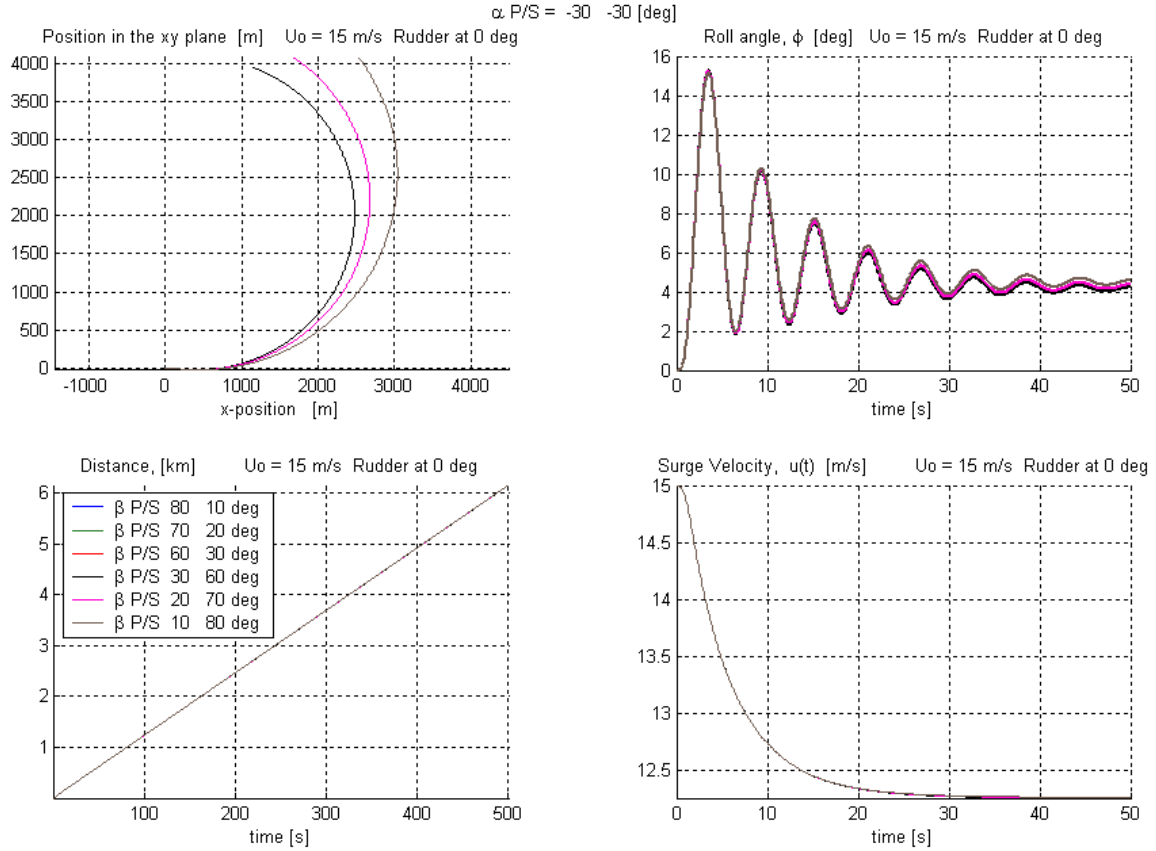 α P/S = -30 -30 [deg]
Position in the xy plane [m] Uo = 15 m/s Rudder at 0 deg
4000
3500
3000
2500
2000
1500
1000
500
0
-1000 0 1000 2000 3000 4000
x-position [m]
Roll angle, ϕ [deg] Uo = 15 m/s Rudder at 0 deg
16
14
12
10
8
6
4
2
0
0 10 20 30 40 50
time [s]
Distance, [km] Uo = 15 m/s Rudder at 0 deg
6
5
4
3
2
1
β P/S 80 10 deg
β P/S 70 20 deg
β P/S 60 30 deg
β P/S 30 60 deg
β P/S 20 70 deg
β P/S 10 80 deg
100 200 300 400 500
time [s]
Surge Velocity, u(t) [m/s] Uo = 15 m/s Rudder at 0 deg
15
14.5
14
13.5
13
12.5
0 10 20 30 40 50
time [s]